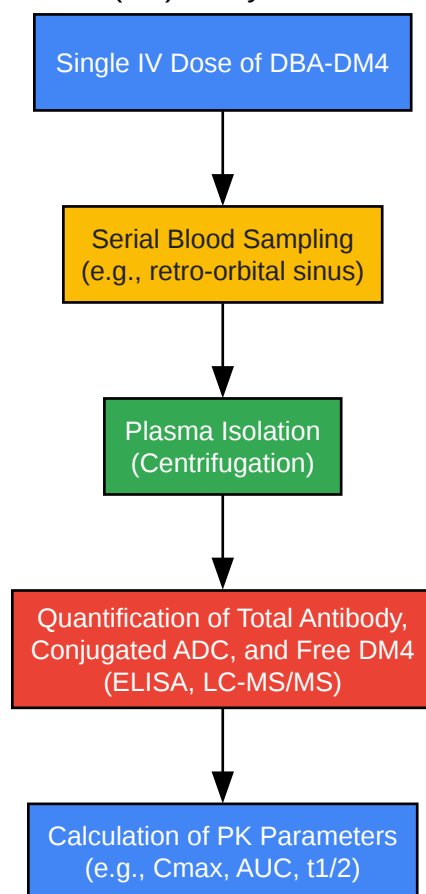 Single IV Dose of DBA-DM4
Serial Blood Sampling
(e.g., retro-orbital sinus)
Plasma Isolation
(Centrifugation)
Quantification of Total Antibody,
Conjugated ADC, and Free DM4
(ELISA, LC-MS/MS)
Calculation of PK Parameters
(e.g., Cmax, AUC, t1/2)